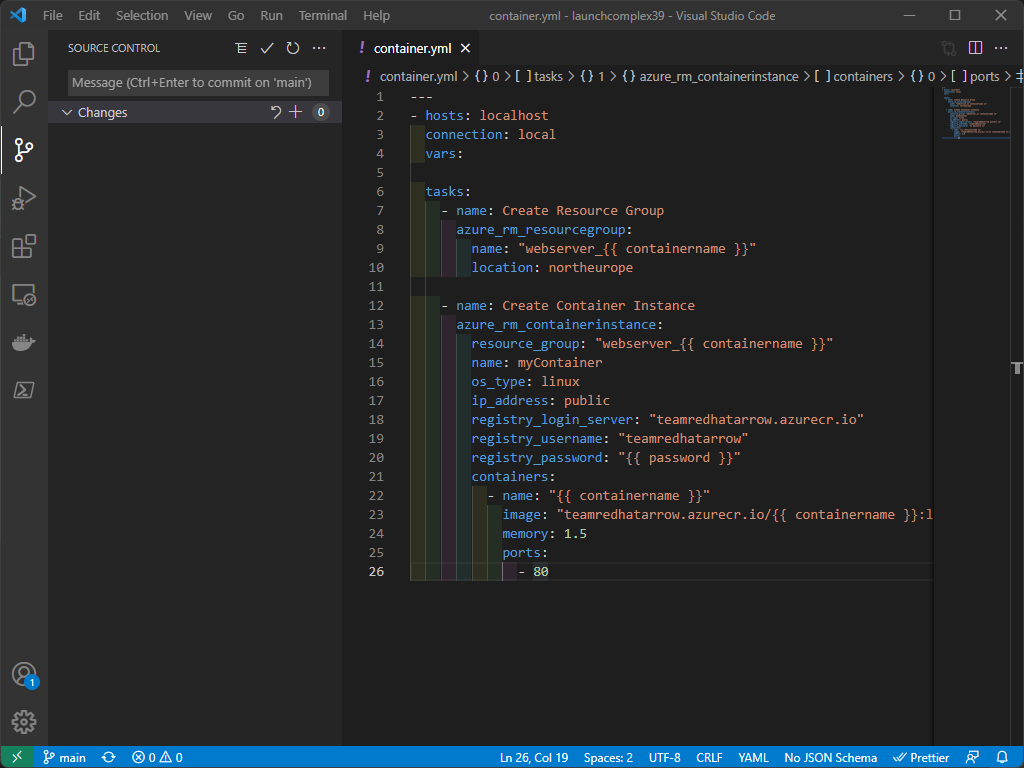 File Edit Selection View Go Run Terminal Help container.yml - launchcomplex39 - Visual Studio Code
SOURCE CONTROL
Message (Ctrl+Enter to commit on 'main')
Changes 0
container.yml
container.yml > {} 0 > [ ] tasks > {} 1 > {} azure_rm_containerinstance > [ ] containers > {} 0 > [ ] ports >
1 ---
2 - hosts: localhost
3 connection: local
4 vars:
5
6 tasks:
7 - name: Create Resource Group
8 azure_rm_resourcegroup:
9 name: "webserver_{{ containername }}"
10 location: northeurope
11
12 - name: Create Container Instance
13 azure_rm_containerinstance:
14 resource_group: "webserver_{{ containername }}"
15 name: myContainer
16 os_type: linux
17 ip_address: public
18 registry_login_server: "teamredhatarrow.azurecr.io"
19 registry_username: "teamredhatarrow"
20 registry_password: "{{ password }}"
21 containers:
22 - name: "{{ containername }}"
23 image: "teamredhatarrow.azurecr.io/{{ containername }}:l
24 memory: 1.5
25 ports:
26 - 80
1
main 0 0 Ln 26, Col 19 Spaces: 2 UTF-8 CRLF YAML No JSON Schema Prettier